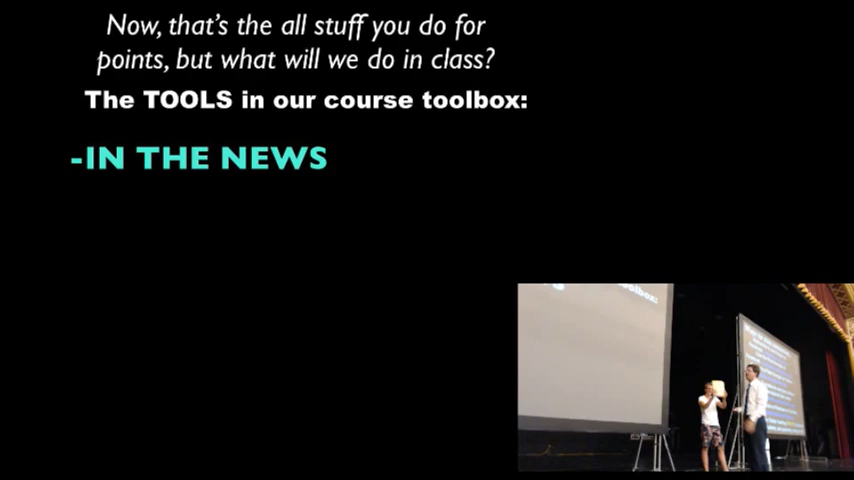 Now, that's the all stuff you do for
points, but what will we do in class?
The TOOLS in our course toolbox:
-IN THE NEWS
toolbox: